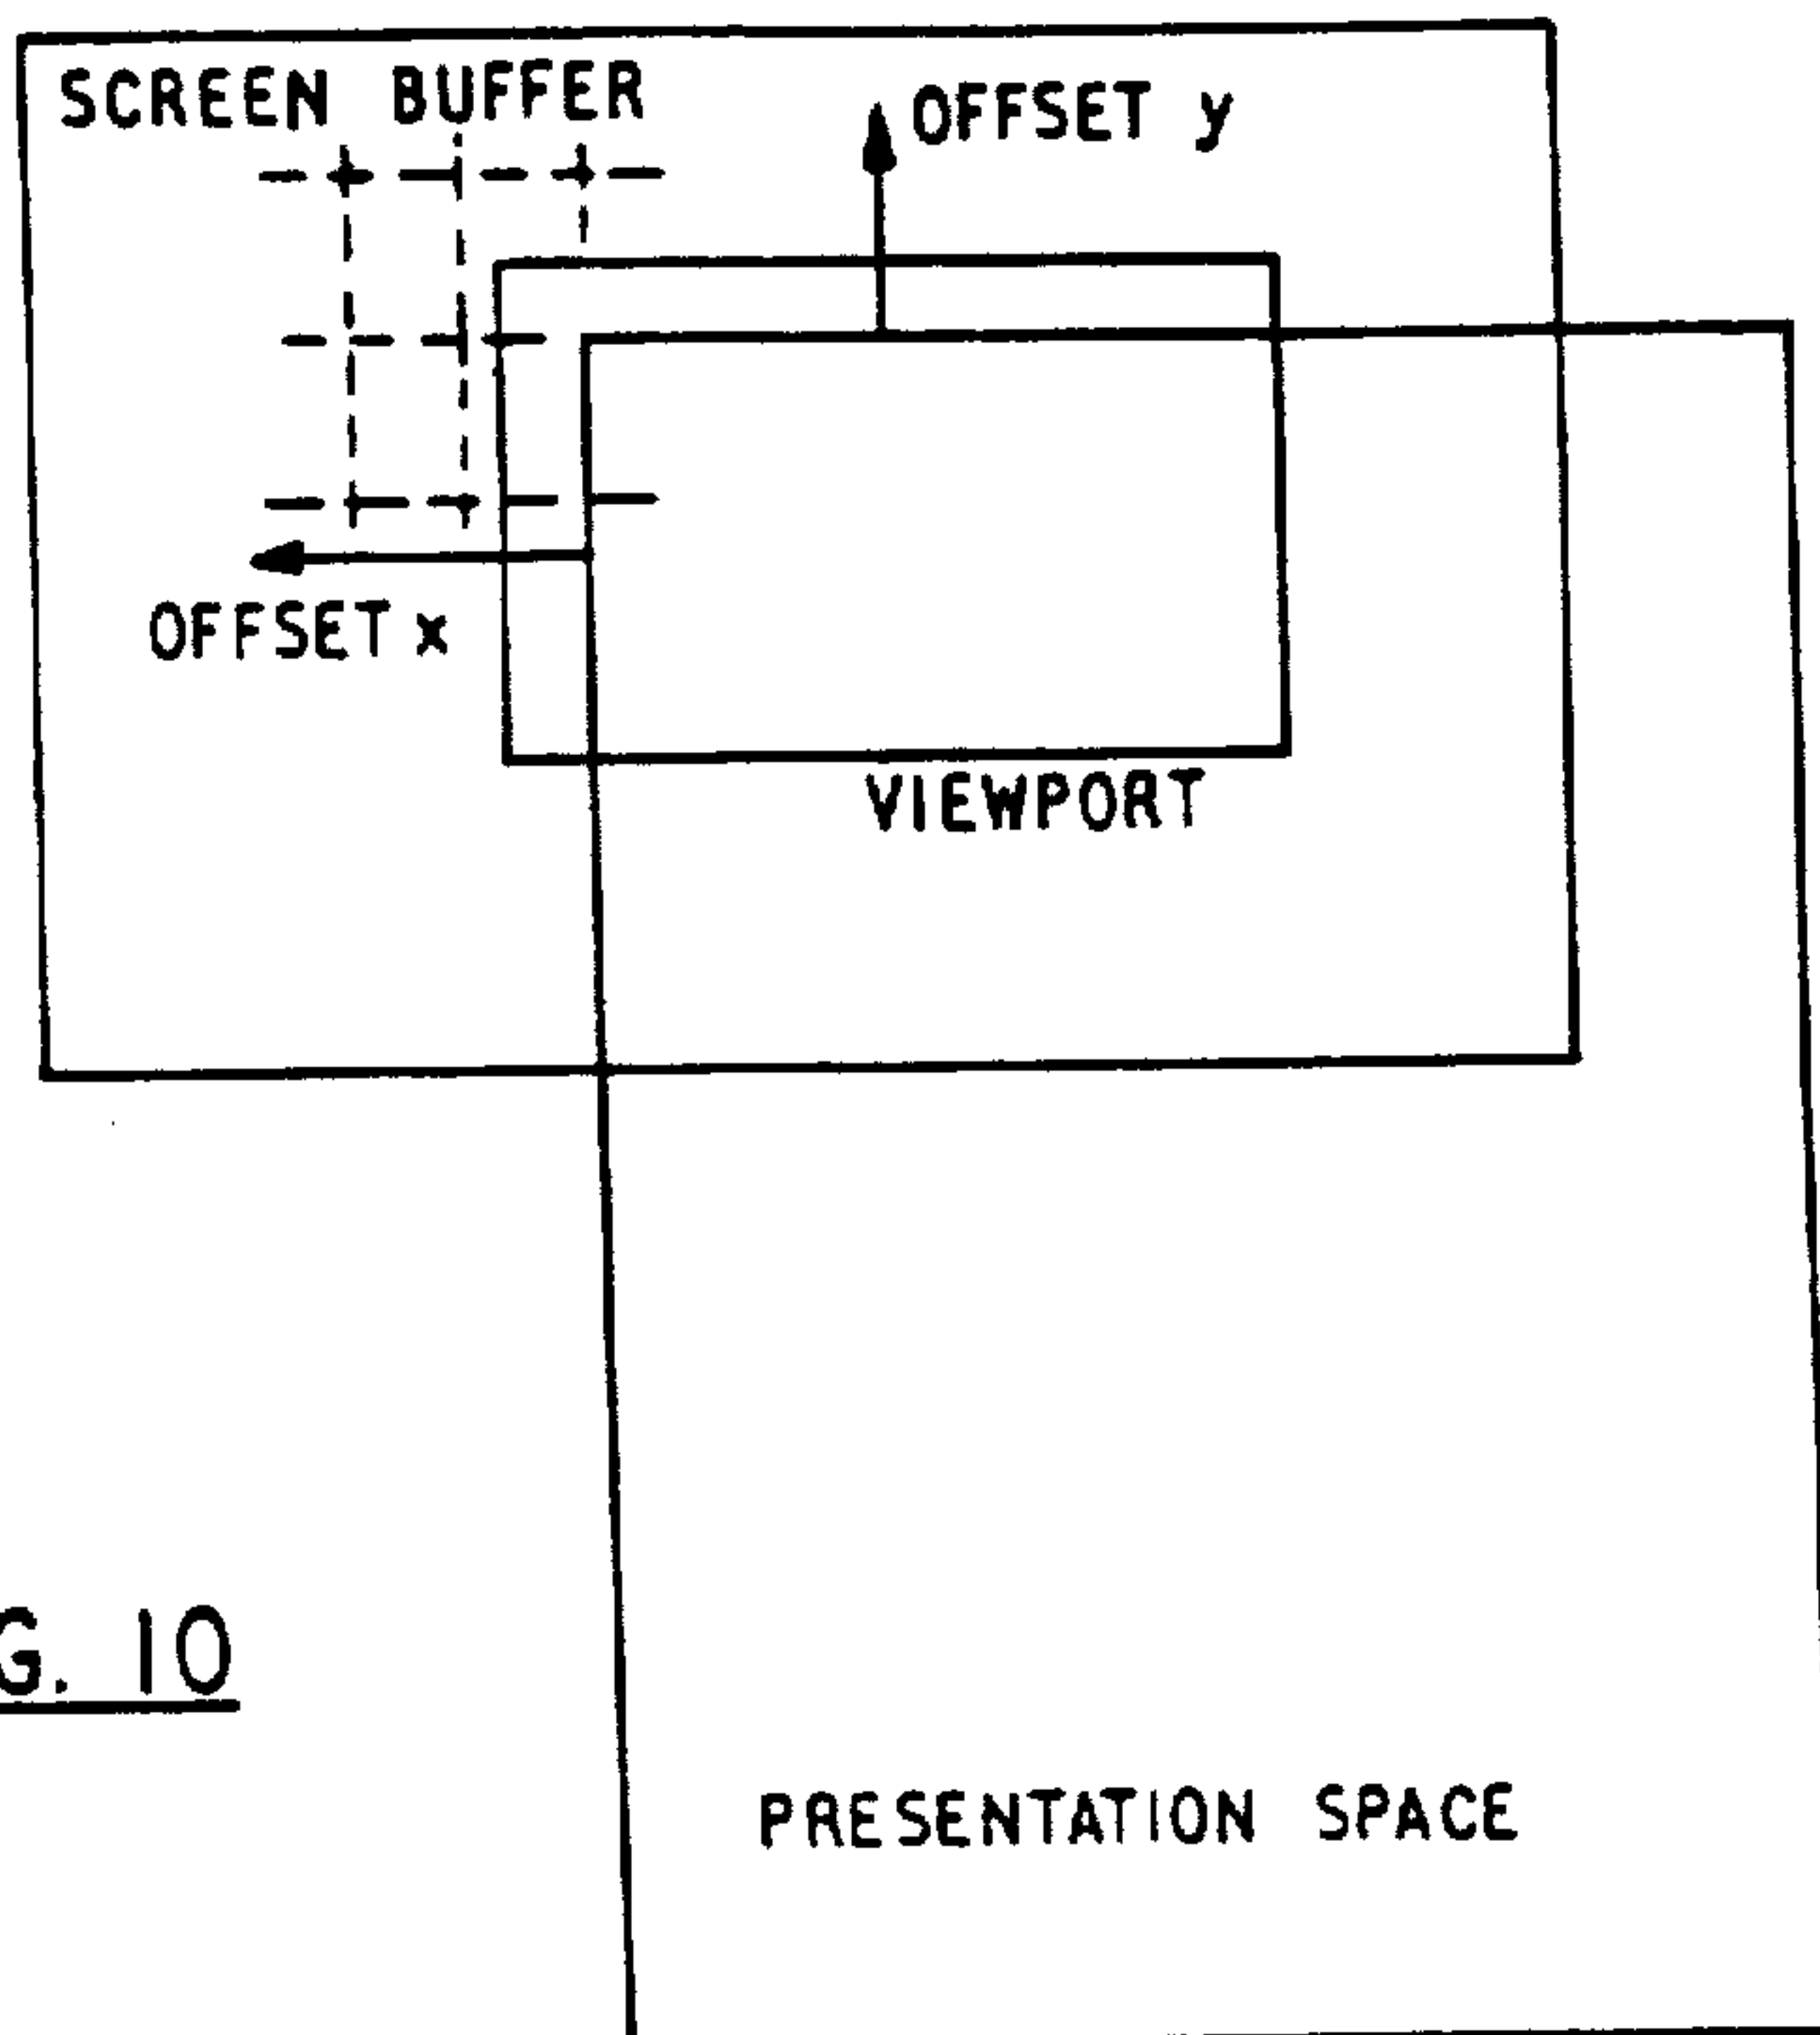 SCREEN BUFFER
OFFSET y
OFFSET x
VIEWPORT
G. 10
PRESENTATION SPACE